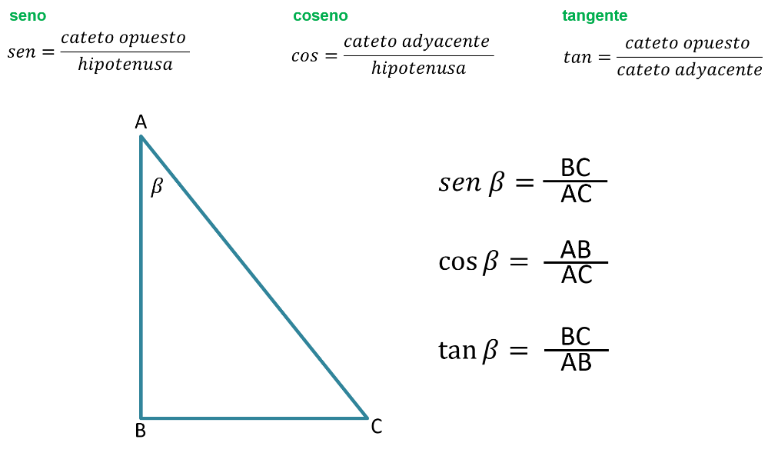 seno coseno tangente
sen = cateto opuesto / hipotenusa
cos = cateto adyacente / hipotenusa
tan = cateto opuesto / cateto adyacente
A
β
B
C
sen β = BC / AC
cos β = AB / AC
tan β = BC / AB